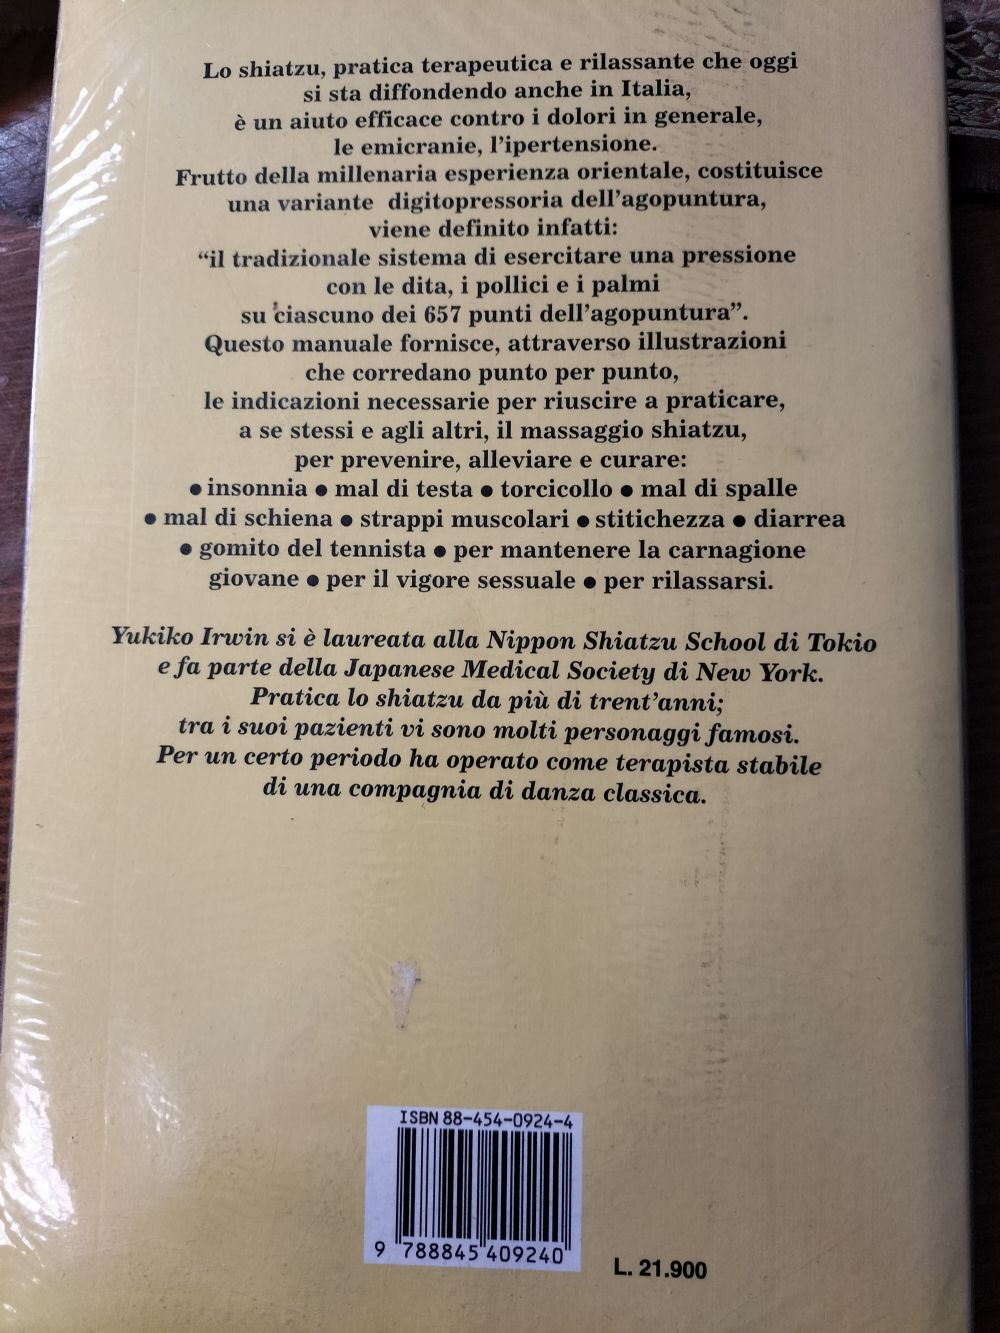 Lo shiatzu, pratica terapeutica e rilassante che oggi
si sta diffondendo anche in Italia,
è un aiuto efficace contro i dolori in generale,
le emicranie, l'ipertensione.
Frutto della millenaria esperienza orientale, costituisce
una variante digitopressoria dell'agopuntura,
viene definito infatti:
“il tradizionale sistema di esercitare una pressione
con le dita, i pollici e i palmi
su ciascuno dei 657 punti dell'agopuntura”.
Questo manuale fornisce, attraverso illustrazioni
che corredano punto per punto,
le indicazioni necessarie per riuscire a praticare,
a se stessi e agli altri, il massaggio shiatzu,
per prevenire, alleviare e curare:
● insonnia ● mal di testa ● torcicollo ● mal di spalle
● mal di schiena ● strappi muscolari ● stitichezza ● diarrea
● gomito del tennista ● per mantenere la carnagione
giovane ● per il vigore sessuale ● per rilassarsi.
Yukiko Irwin si è laureata alla Nippon Shiatzu School di Tokio
e fa parte della Japanese Medical Society di New York.
Pratica lo shiatzu da più di trent'anni;
tra i suoi pazienti vi sono molti personaggi famosi.
Per un certo periodo ha operato come terapista stabile
di una compagnia di danza classica.
ISBN 88-454-0924-4
9 788845 409240
L. 21.900